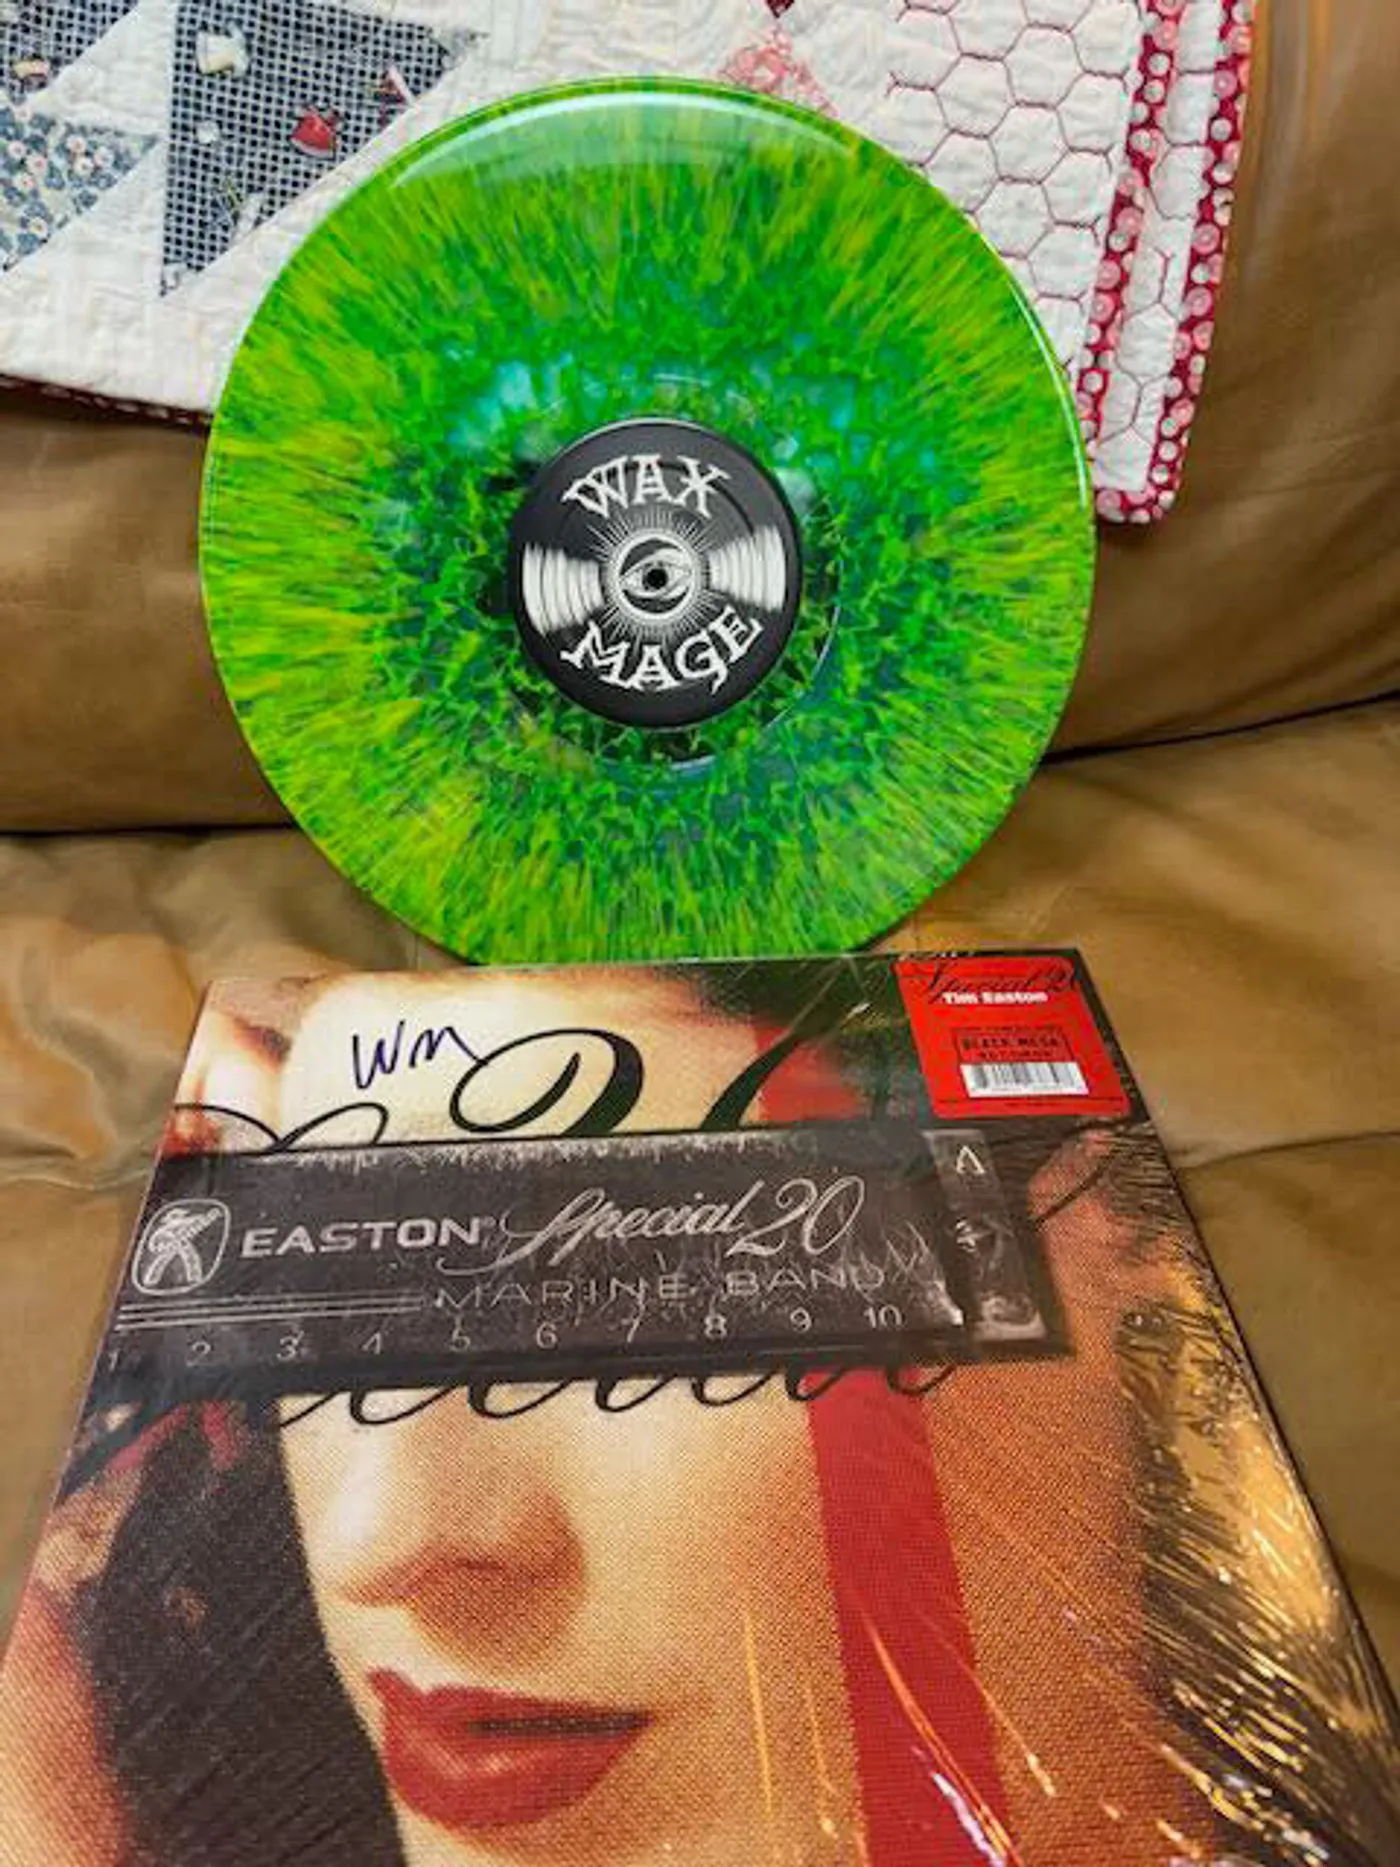 WAX
MAGE
Special 20
Tim Easton
BLACK MESA
RECORDS
Wm
EASTON® Special 20
MARINE BAND
1 2 3 4 5 6 7 8 9 10
A